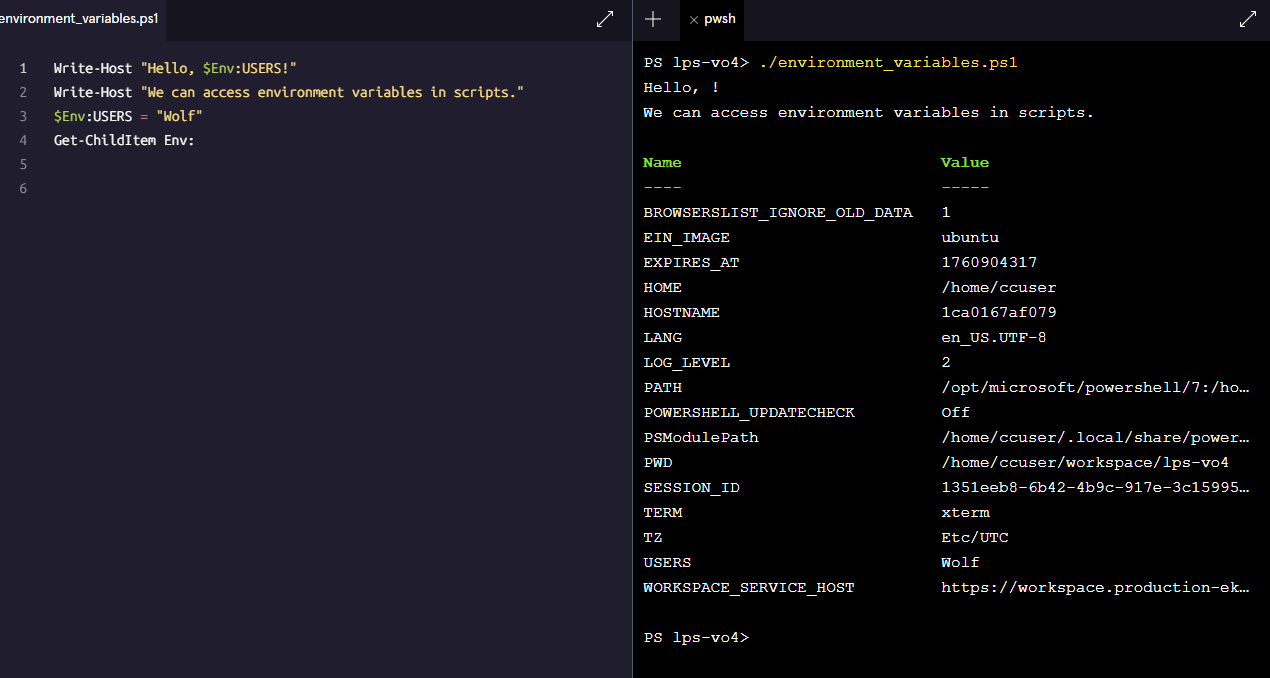 environment_variables.ps1
1 Write-Host "Hello, $Env:USERS!"
2 Write-Host "We can access environment variables in scripts."
3 $Env:USERS = "Wolf"
4 Get-ChildItem Env:
5
6
+ × pwsh
PS lps-vo4> ./environment_variables.ps1
Hello, !
We can access environment variables in scripts.
Name Value
---- -----
BROWSERSLIST_IGNORE_OLD_DATA 1
EIN_IMAGE ubuntu
EXPIRES_AT 1760904317
HOME /home/ccuser
HOSTNAME 1ca0167af079
LANG en_US.UTF-8
LOG_LEVEL 2
PATH /opt/microsoft/powershell/7:/ho…
POWERSHELL_UPDATECHECK Off
PSModulePath /home/ccuser/.local/share/power…
PWD /home/ccuser/workspace/lps-vo4
SESSION_ID 1351eeb8-6b42-4b9c-917e-3c15995…
TERM xterm
TZ Etc/UTC
USERS Wolf
WORKSPACE_SERVICE_HOST https://workspace.production-ek…
PS lps-vo4>